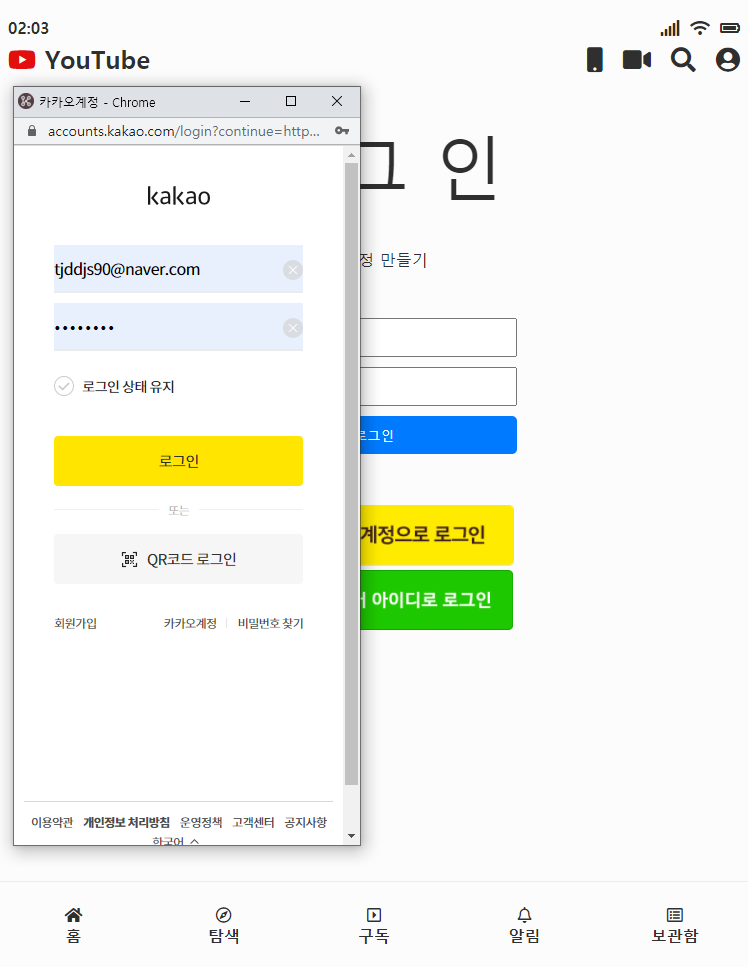 02:03
YouTube
카카오계정 - Chrome
accounts.kakao.com/login?continue=http...
그 인
kakao
정 만들기
tjddjs90@naver.com
••••••••
로그인 상태 유지
로그인
로그인
또는
계정으로 로그인
QR코드 로그인
아이디로 로그인
회원가입
카카오계정
비밀번호 찾기
이용약관 개인정보 처리방침 운영정책 고객센터 공지사항
한국어
홈
탐색
구독
알림
보관함